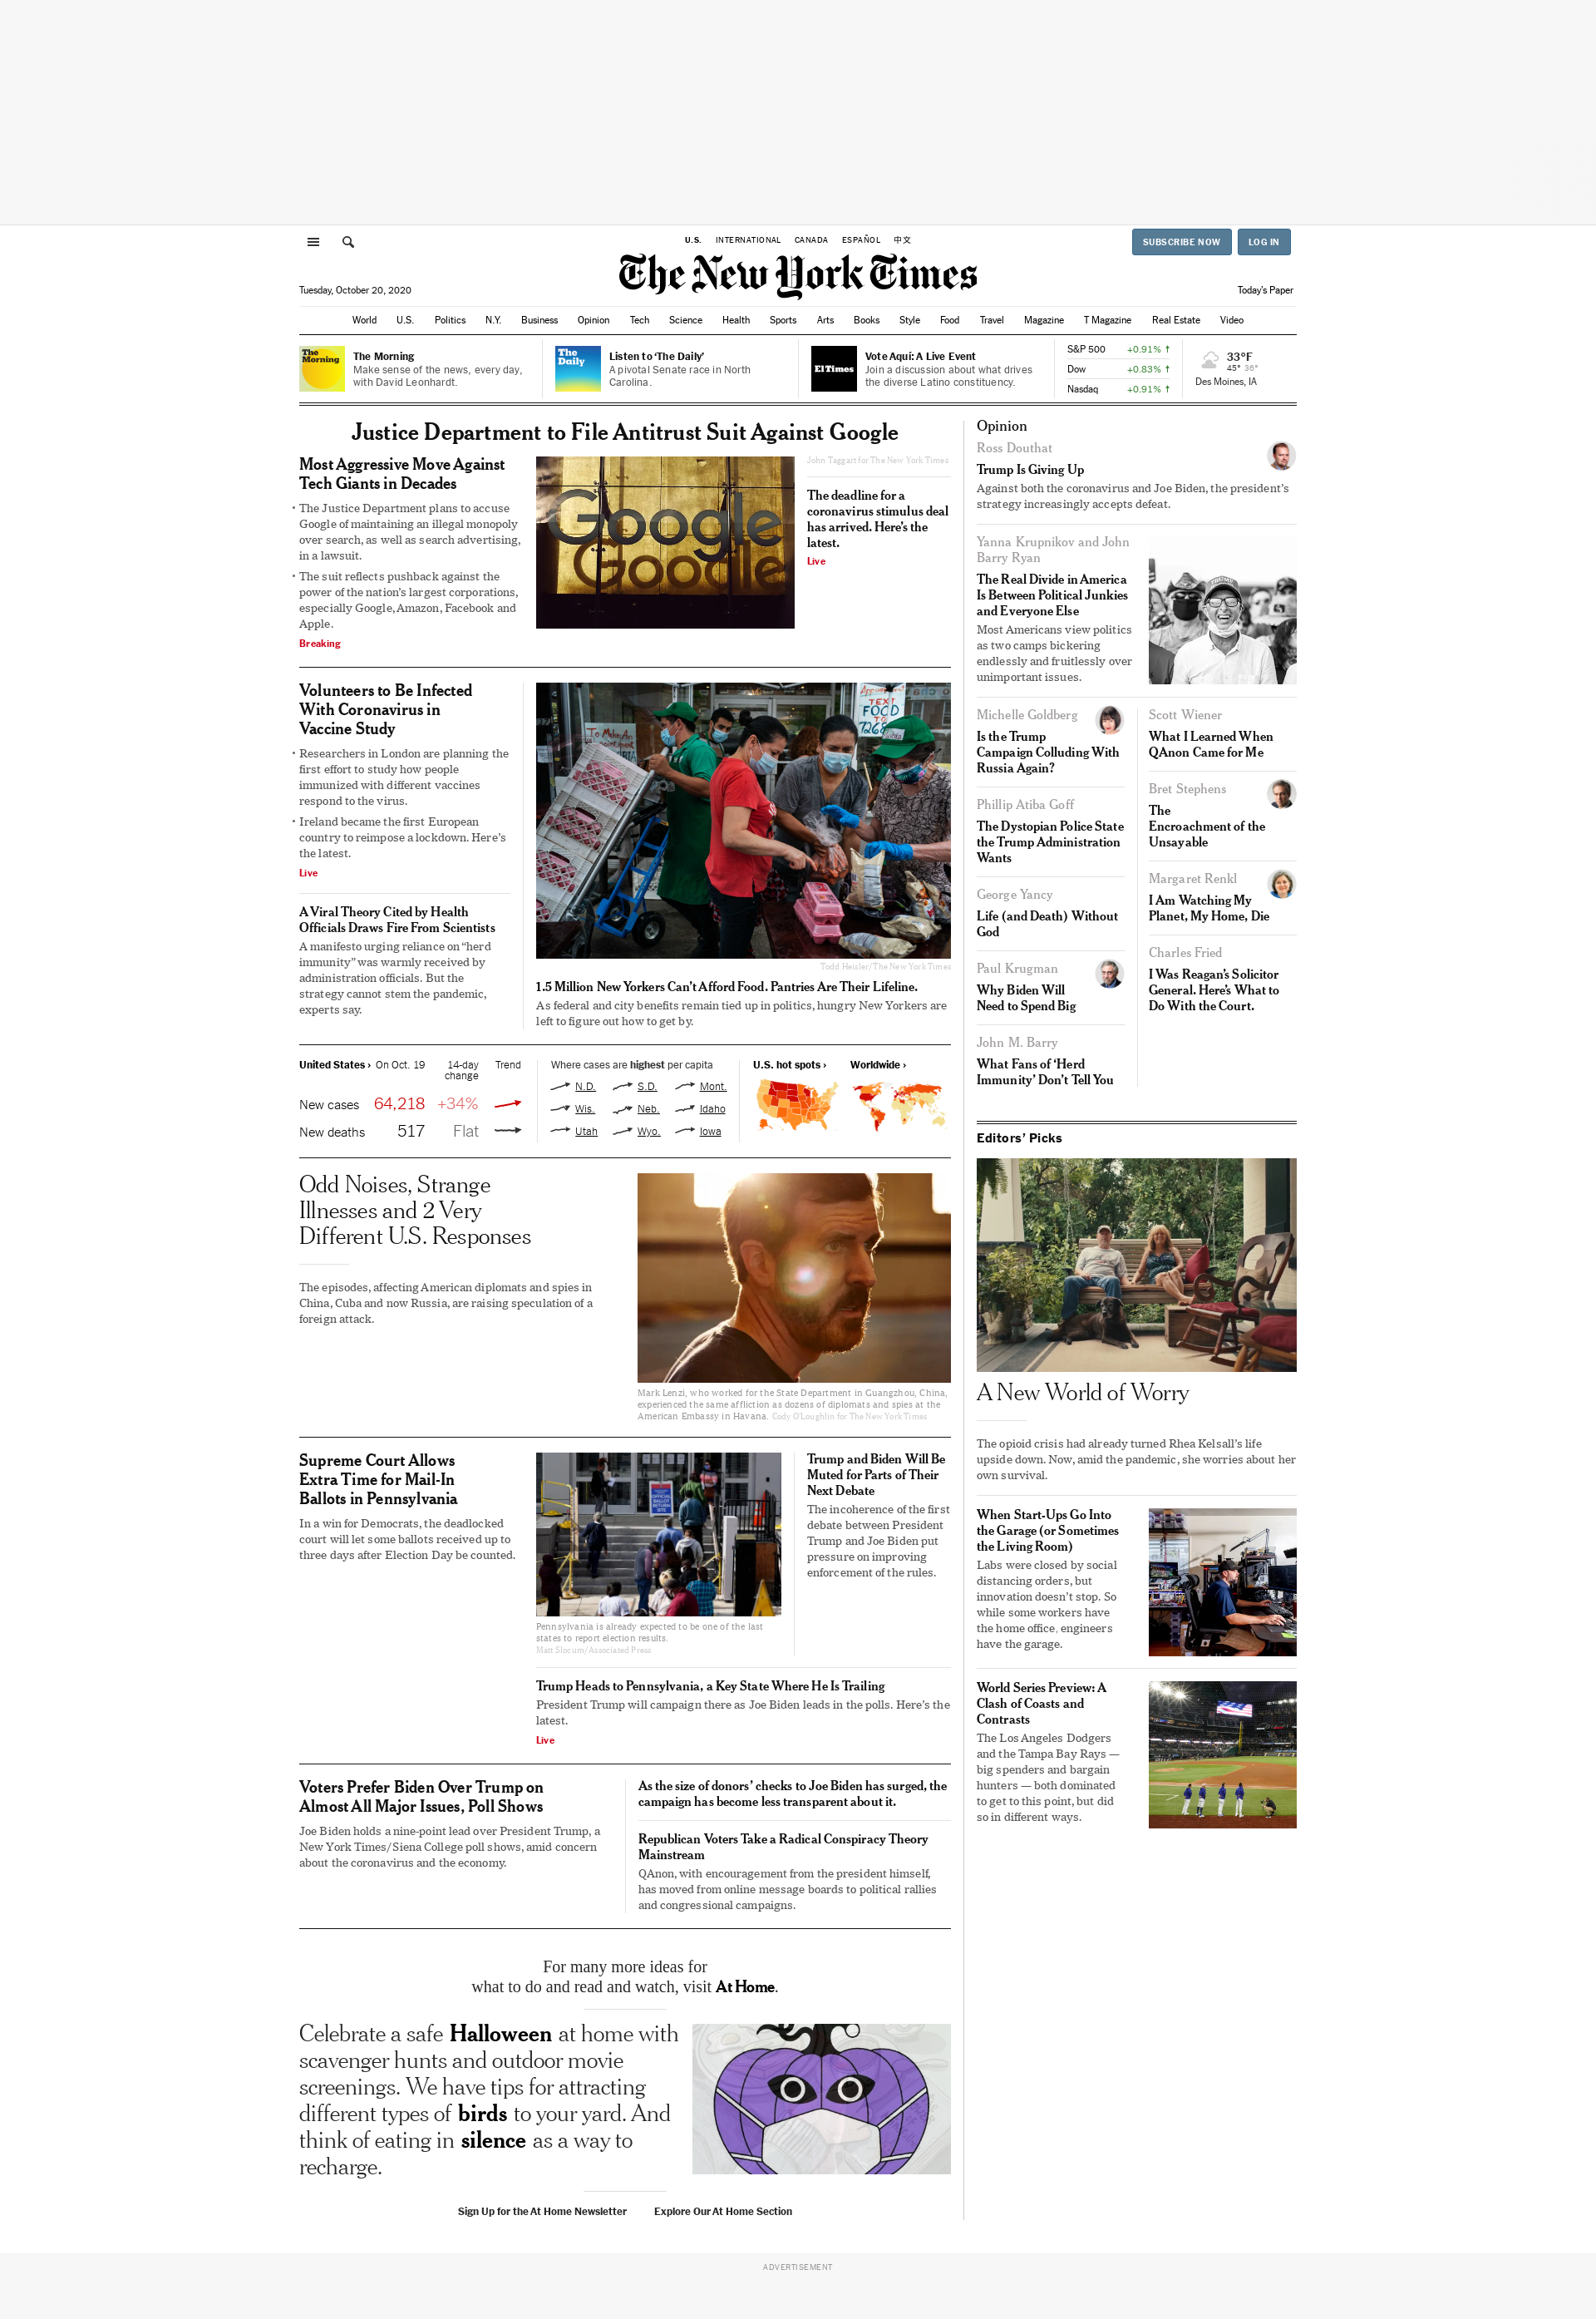 U.S. INTERNATIONAL CANADA ESPAÑOL 中文
SUBSCRIBE NOW LOG IN
The New York Times
Tuesday, October 20, 2020
Today's Paper
World U.S. Politics N.Y. Business Opinion Tech Science Health Sports Arts Books Style Food Travel Magazine T Magazine Real Estate Video
The Morning
The Morning
Make sense of the news, every day,
with David Leonhardt.
The Daily
Listen to ‘The Daily’
A pivotal Senate race in North
Carolina.
El Times
Vote Aquí: A Live Event
Join a discussion about what drives
the diverse Latino constituency.
S&P 500 +0.91% ↑
Dow +0.83% ↑
Nasdaq +0.91% ↑
33°F
45° 36°
Des Moines, IA
Justice Department to File Antitrust Suit Against Google
Most Aggressive Move Against
Tech Giants in Decades
• The Justice Department plans to accuse
Google of maintaining an illegal monopoly
over search, as well as search advertising,
in a lawsuit.
• The suit reflects pushback against the
power of the nation’s largest corporations,
especially Google, Amazon, Facebook and
Apple.
Breaking
Google
Google
John Taggart for The New York Times
The deadline for a
coronavirus stimulus deal
has arrived. Here’s the
latest.
Live
Volunteers to Be Infected
With Coronavirus in
Vaccine Study
• Researchers in London are planning the
first effort to study how people
immunized with different vaccines
respond to the virus.
• Ireland became the first European
country to reimpose a lockdown. Here’s
the latest.
Live
A Viral Theory Cited by Health
Officials Draws Fire From Scientists
A manifesto urging reliance on “herd
immunity” was warmly received by
administration officials. But the
strategy cannot stem the pandemic,
experts say.
To Make An
Appointment
TEXT
FOOD
TO
726879
Todd Heisler/The New York Times
1.5 Million New Yorkers Can’t Afford Food. Pantries Are Their Lifeline.
As federal and city benefits remain tied up in politics, hungry New Yorkers are
left to figure out how to get by.
United States › On Oct. 19 14-day
change Trend
New cases 64,218 +34%
New deaths 517 Flat
Where cases are highest per capita
N.D. S.D. Mont.
Wis. Neb. Idaho
Utah Wyo. Iowa
U.S. hot spots › Worldwide ›
Odd Noises, Strange
Illnesses and 2 Very
Different U.S. Responses
The episodes, affecting American diplomats and spies in
China, Cuba and now Russia, are raising speculation of a
foreign attack.
Mark Lenzi, who worked for the State Department in Guangzhou, China,
experienced the same affliction as dozens of diplomats and spies at the
American Embassy in Havana. Cody O’Loughlin for The New York Times
Supreme Court Allows
Extra Time for Mail-In
Ballots in Pennsylvania
In a win for Democrats, the deadlocked
court will let some ballots received up to
three days after Election Day be counted.
OFFICIAL
BALLOT RETURN
SITE
Pennsylvania is already expected to be one of the last
states to report election results.
Matt Slocum/Associated Press
Trump and Biden Will Be
Muted for Parts of Their
Next Debate
The incoherence of the first
debate between President
Trump and Joe Biden put
pressure on improving
enforcement of the rules.
Trump Heads to Pennsylvania, a Key State Where He Is Trailing
President Trump will campaign there as Joe Biden leads in the polls. Here’s the
latest.
Live
Voters Prefer Biden Over Trump on
Almost All Major Issues, Poll Shows
Joe Biden holds a nine-point lead over President Trump, a
New York Times/Siena College poll shows, amid concern
about the coronavirus and the economy.
As the size of donors’ checks to Joe Biden has surged, the
campaign has become less transparent about it.
Republican Voters Take a Radical Conspiracy Theory
Mainstream
QAnon, with encouragement from the president himself,
has moved from online message boards to political rallies
and congressional campaigns.
For many more ideas for
what to do and read and watch, visit At Home.
Celebrate a safe Halloween at home with
scavenger hunts and outdoor movie
screenings. We have tips for attracting
different types of birds to your yard. And
think of eating in silence as a way to
recharge.
Sign Up for the At Home Newsletter Explore Our At Home Section
Opinion
Ross Douthat
Trump Is Giving Up
Against both the coronavirus and Joe Biden, the president’s
strategy increasingly accepts defeat.
Yanna Krupnikov and John
Barry Ryan
The Real Divide in America
Is Between Political Junkies
and Everyone Else
Most Americans view politics
as two camps bickering
endlessly and fruitlessly over
unimportant issues.
Michelle Goldberg
Is the Trump
Campaign Colluding With
Russia Again?
Phillip Atiba Goff
The Dystopian Police State
the Trump Administration
Wants
George Yancy
Life (and Death) Without
God
Paul Krugman
Why Biden Will
Need to Spend Big
John M. Barry
What Fans of ‘Herd
Immunity’ Don’t Tell You
Scott Wiener
What I Learned When
QAnon Came for Me
Bret Stephens
The
Encroachment of the
Unsayable
Margaret Renkl
I Am Watching My
Planet, My Home, Die
Charles Fried
I Was Reagan’s Solicitor
General. Here’s What to
Do With the Court.
Editors’ Picks
A New World of Worry
The opioid crisis had already turned Rhea Kelsall’s life
upside down. Now, amid the pandemic, she worries about her
own survival.
When Start-Ups Go Into
the Garage (or Sometimes
the Living Room)
Labs were closed by social
distancing orders, but
innovation doesn’t stop. So
while some workers have
the home office, engineers
have the garage.
World Series Preview: A
Clash of Coasts and
Contrasts
The Los Angeles Dodgers
and the Tampa Bay Rays —
big spenders and bargain
hunters — both dominated
to get to this point, but did
so in different ways.
ADVERTISEMENT